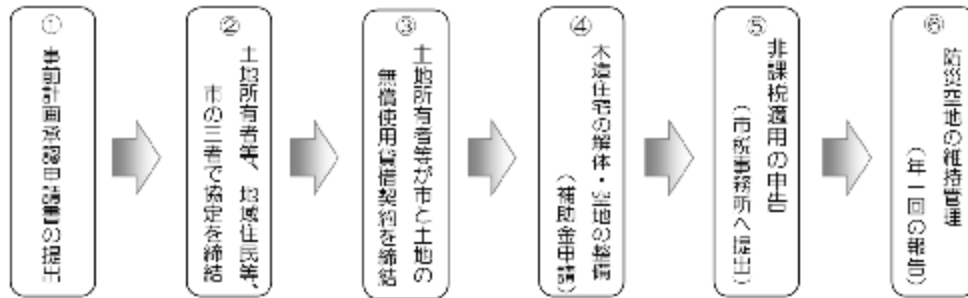 ①
事前計画承認申請書の提出
②
土地所有者等、地域住民等、
市の三者で協定を締結
③
土地所有者等が市と土地の
無償使用貸借契約を締結
④
木造住宅の解体・空地の整備
（補助金申請）
⑤
非課税適用の申告
（市税事務所へ提出）
⑥
防災空地の維持管理
（年一回の報告）